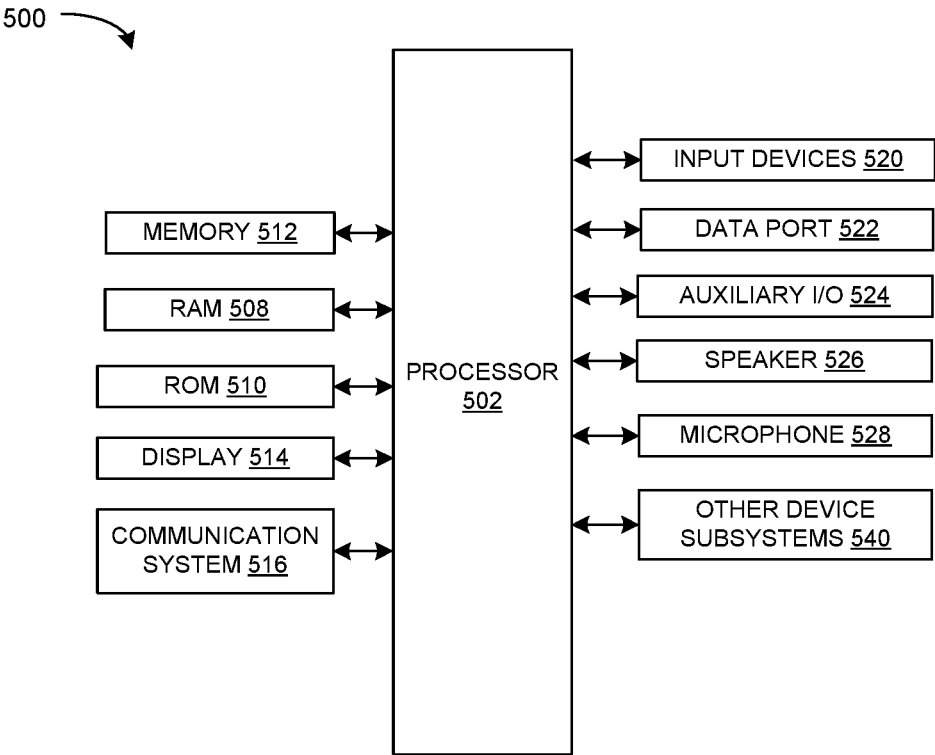 500
MEMORY 512
RAM 508
ROM 510
DISPLAY 514
COMMUNICATION
SYSTEM 516
PROCESSOR
502
INPUT DEVICES 520
DATA PORT 522
AUXILIARY I/O 524
SPEAKER 526
MICROPHONE 528
OTHER DEVICE
SUBSYSTEMS 540